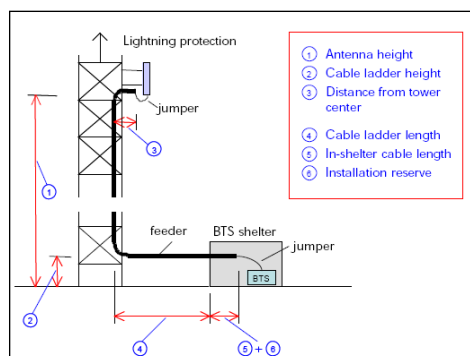 Lightning protection
jumper
① Antenna height
② Cable ladder height
③ Distance from tower
center
④ Cable ladder length
⑤ In-shelter cable length
⑥ Installation reserve
③
①
feeder
BTS shelter
jumper
BTS
②
④
⑤ + ⑥